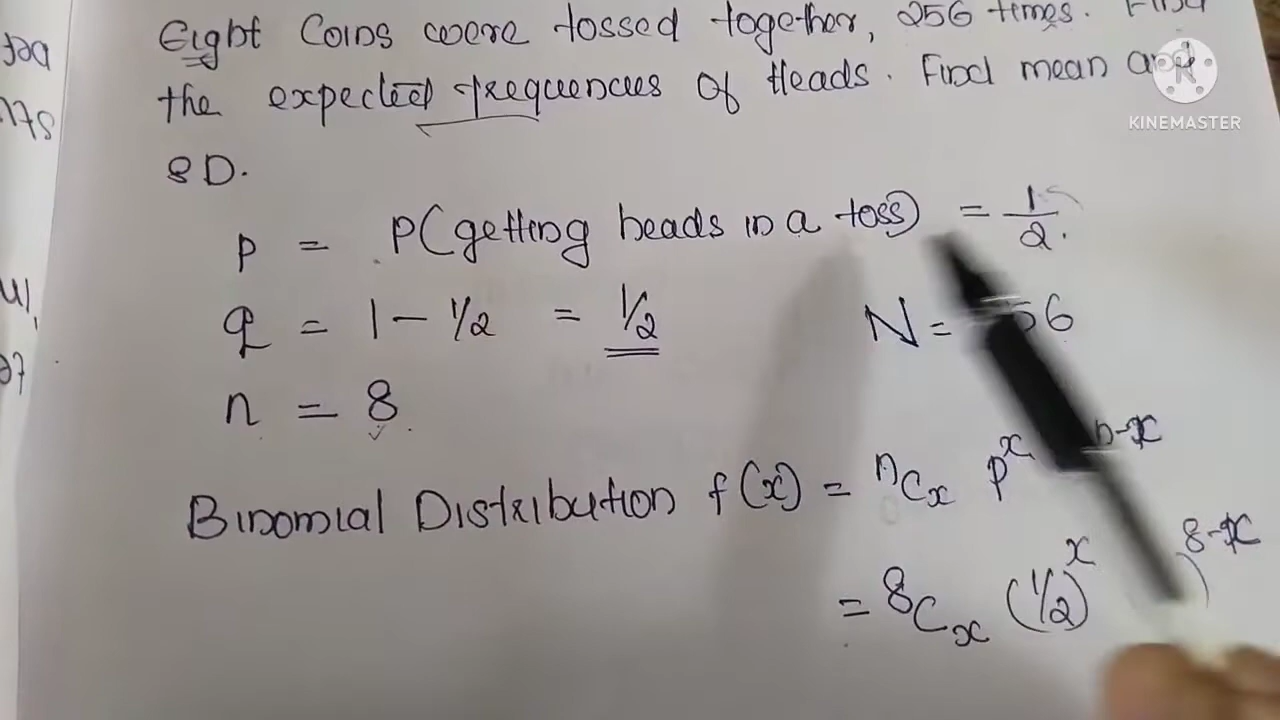 Eight Coins were tossed together, 256 times. Find
the expected frequencies of Heads. Find mean and
SD.
KINEMASTER
p = P(getting heads in a toss) = 1/2.
q = 1 - 1/2 = 1/2
N = 256
n = 8
Binomial Distribution f(x) = nCx p^x n-x
= 8Cx (1/2)^x )^8-x